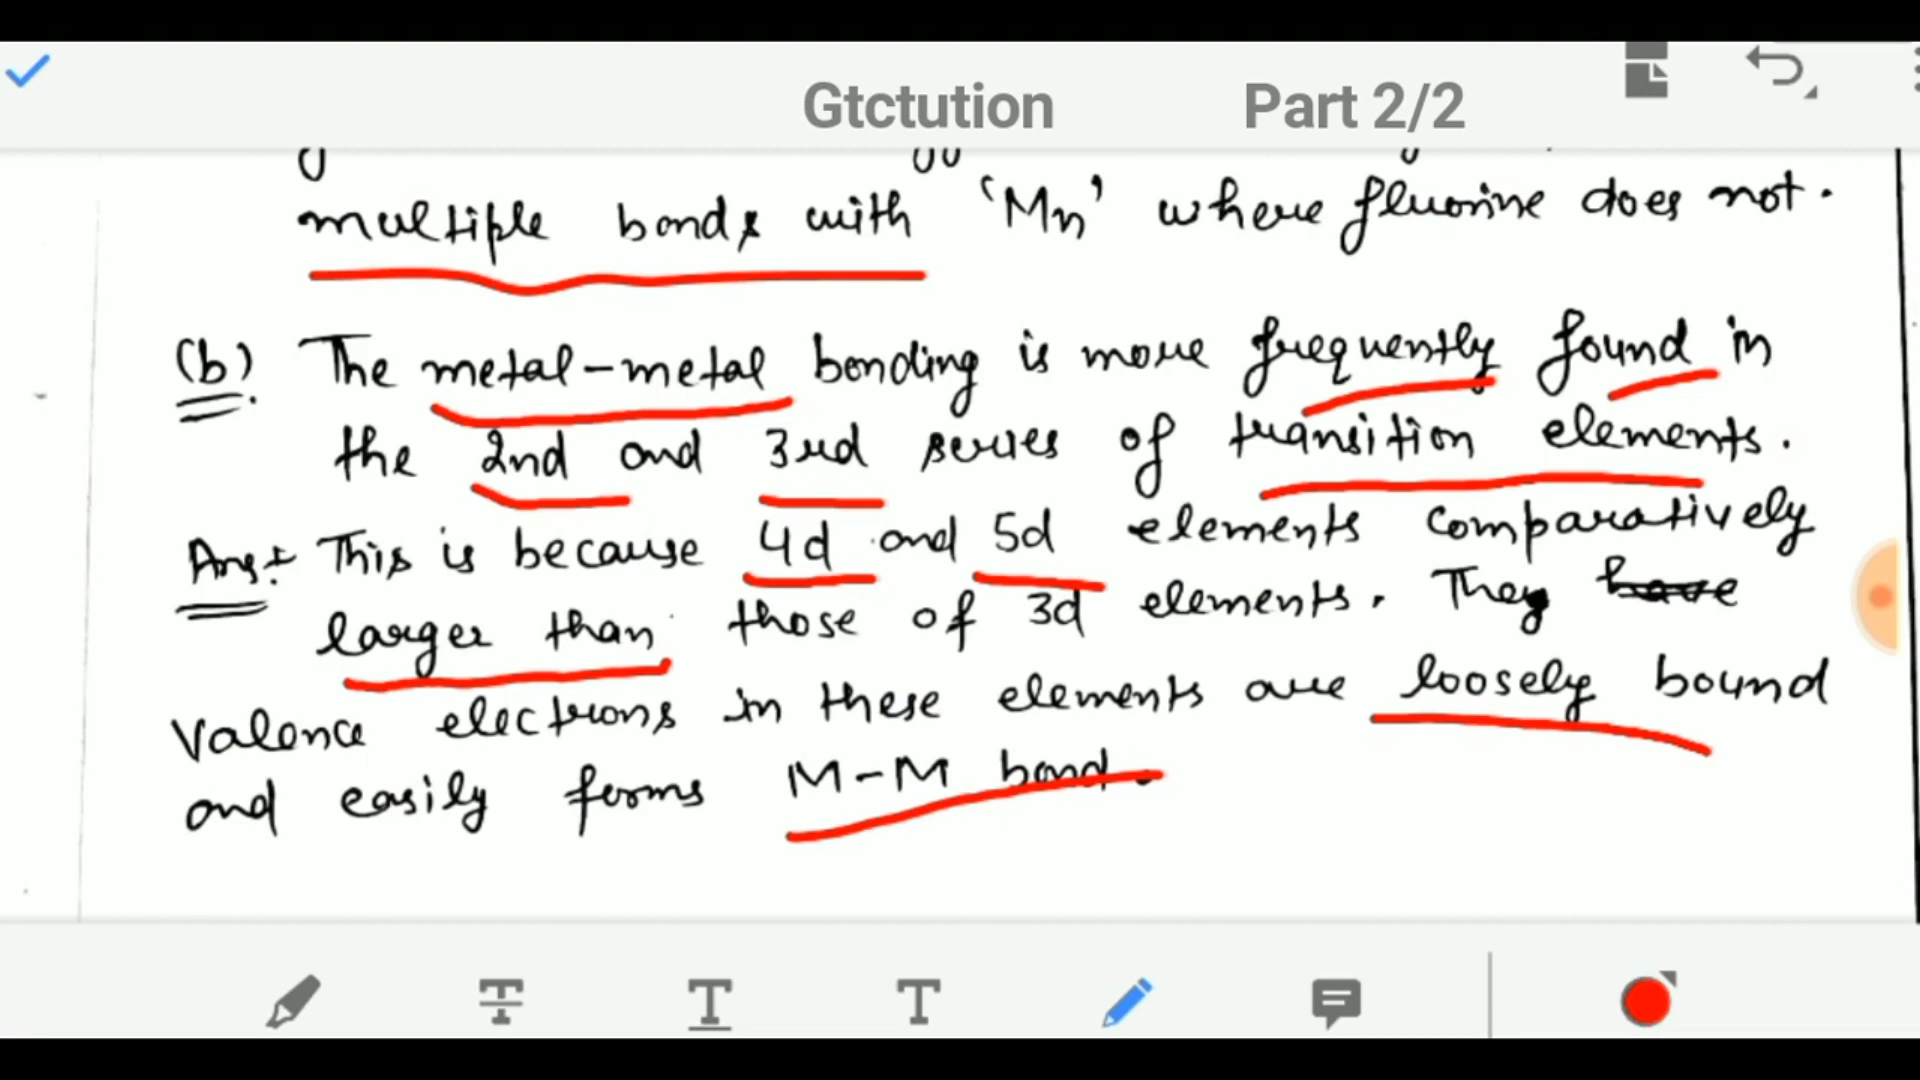 Gtctution Part 2/2
multiple bonds with 'Mn' where fluorine does not.
(b). The metal-metal bonding is more frequently found in
the 2nd and 3rd series of transition elements.
Ans:- This is because 4d and 5d elements comparatively
larger than those of 3d elements. They have
valence electrons in these elements are loosely bound
and easily forms M-M bond.